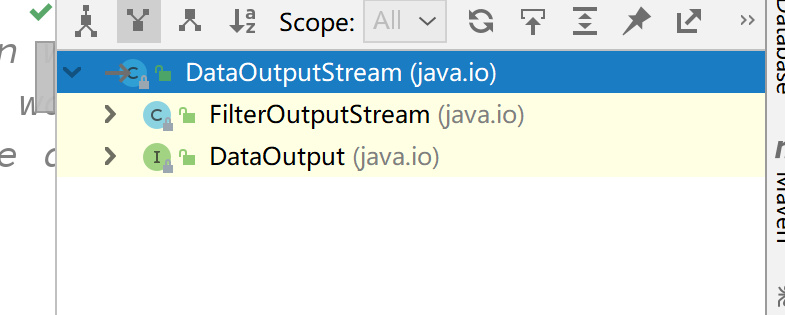 Scope: All
DataOutputStream (java.io)
FilterOutputStream (java.io)
DataOutput (java.io)
Database
Maven